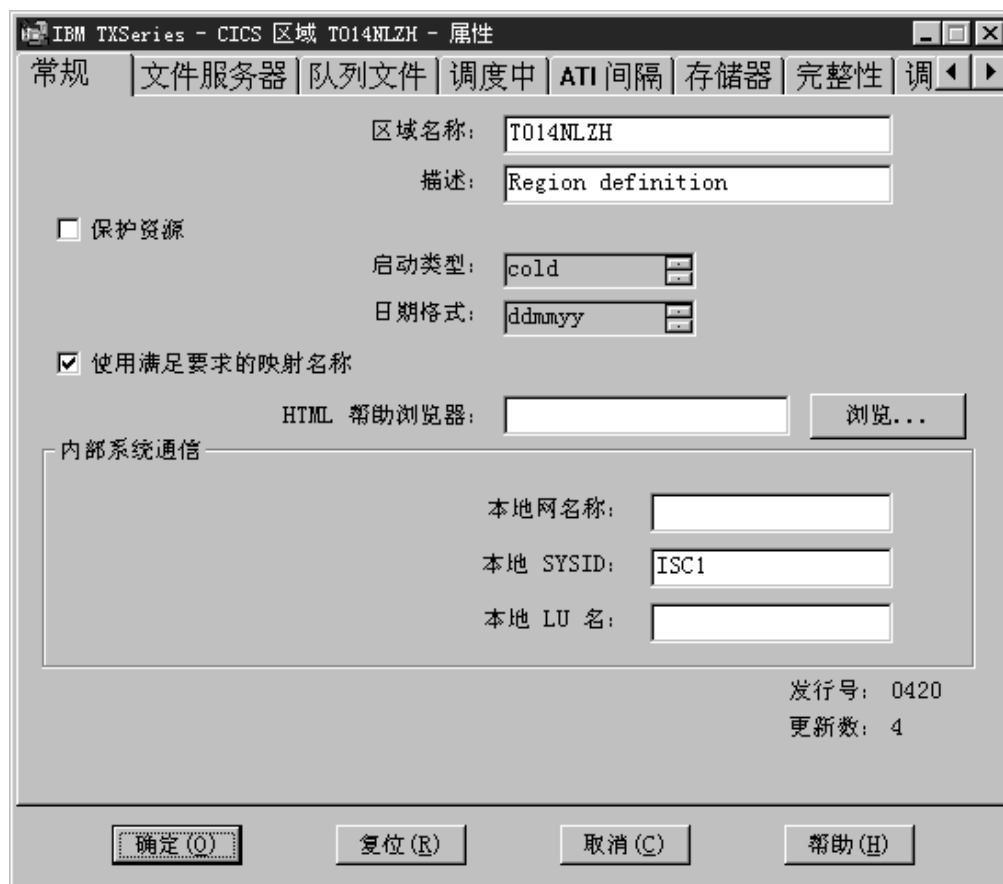 IBM TXSeries - CICS 区域 T014NLZH - 属性
常规 文件服务器 队列文件 调度中 ATI 间隔 存储器 完整性 调
区域名称: T014NLZH
描述: Region definition
保护资源
启动类型: cold
日期格式: ddmmyy
使用满足要求的映射名称
HTML 帮助浏览器: 浏览...
内部系统通信
本地网名称:
本地 SYSID: ISC1
本地 LU 名:
发行号: 0420
更新数: 4
确定(O) 复位(R) 取消(C) 帮助(H)